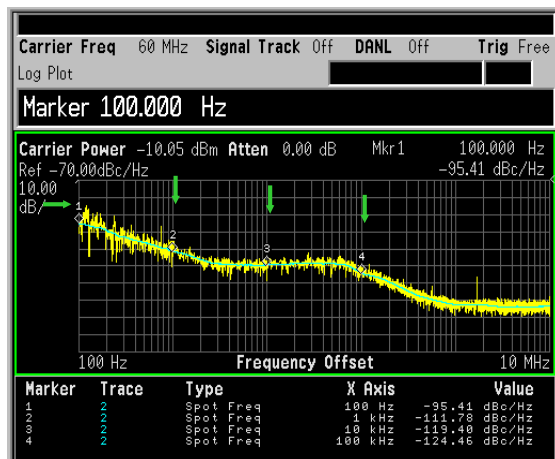 Carrier Freq 60 MHz Signal Track Off DANL Off Trig Free
Log Plot
Marker 100.000 Hz
Carrier Power -10.05 dBm Atten 0.00 dB Mkr1 100.000 Hz
Ref -70.00dBc/Hz -95.41 dBc/Hz
10.00
dB/
1
2
3
4
100 Hz Frequency Offset 10 MHz
Marker Trace Type X Axis Value
1 2 Spot Freq 100 Hz -95.41 dBc/Hz
2 2 Spot Freq 1 kHz -111.78 dBc/Hz
3 2 Spot Freq 10 kHz -119.40 dBc/Hz
4 2 Spot Freq 100 kHz -124.46 dBc/Hz